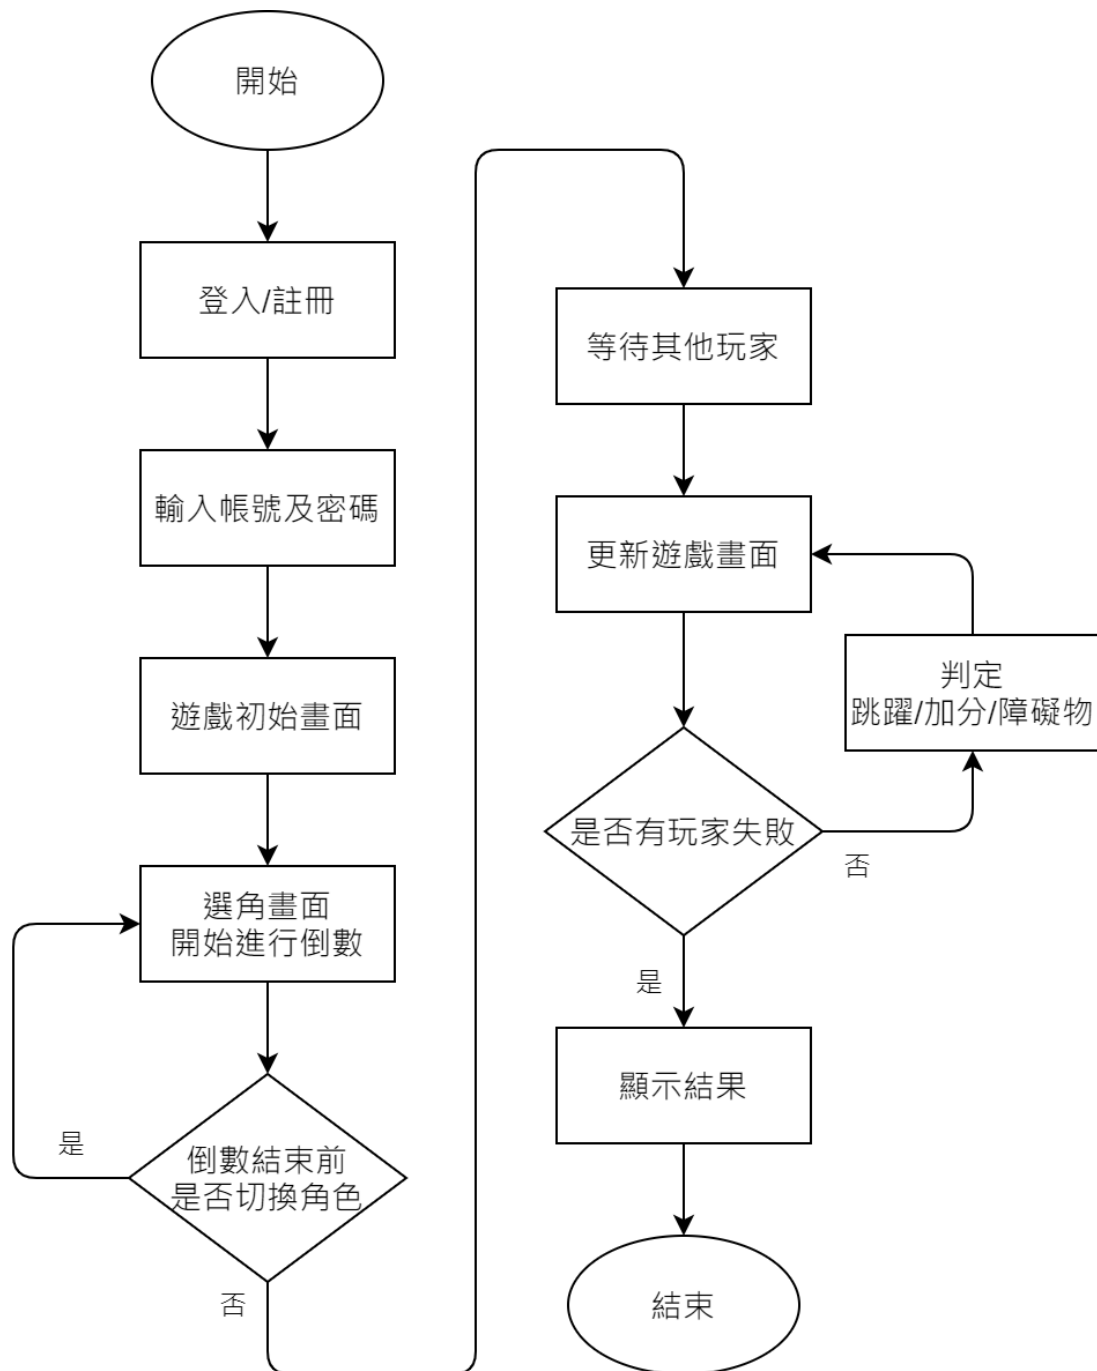 開始
登入/註冊
輸入帳號及密碼
遊戲初始畫面
選角畫面
開始進行倒數
倒數結束前
是否切換角色
是
否
等待其他玩家
更新遊戲畫面
判定
跳躍/加分/障礙物
是否有玩家失敗
否
是
顯示結果
結束